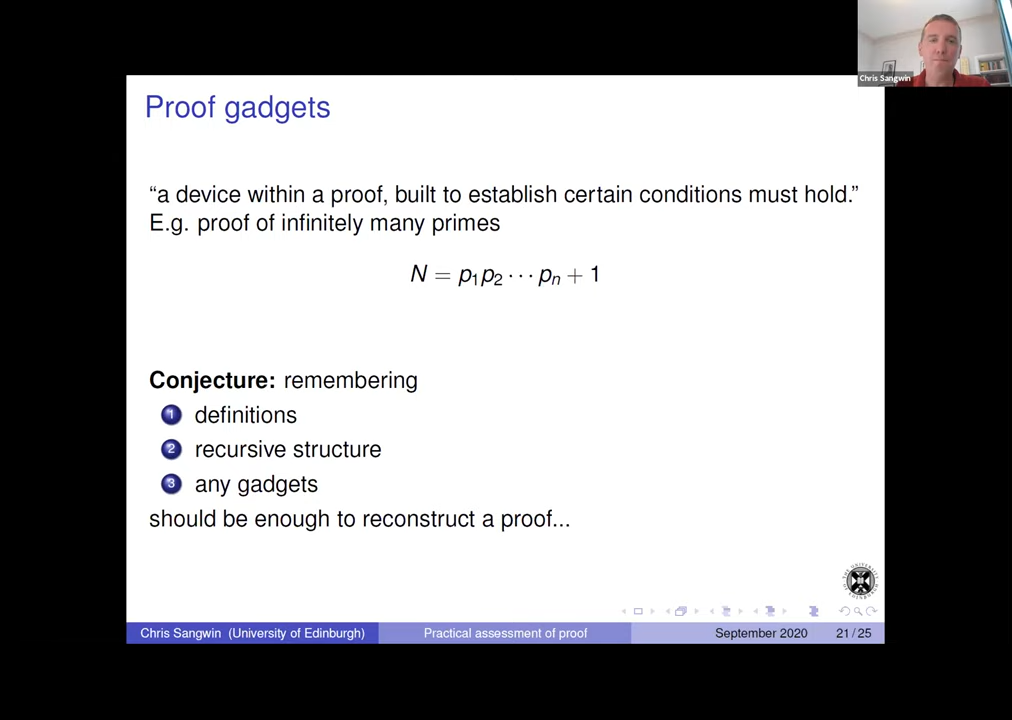 Chris Sangwin
Proof gadgets
“a device within a proof, built to establish certain conditions must hold.”
E.g. proof of infinitely many primes
N = p₁p₂ ⋯ pₙ + 1
Conjecture: remembering
1 definitions
2 recursive structure
3 any gadgets
should be enough to reconstruct a proof...
Chris Sangwin (University of Edinburgh) Practical assessment of proof September 2020 21 / 25